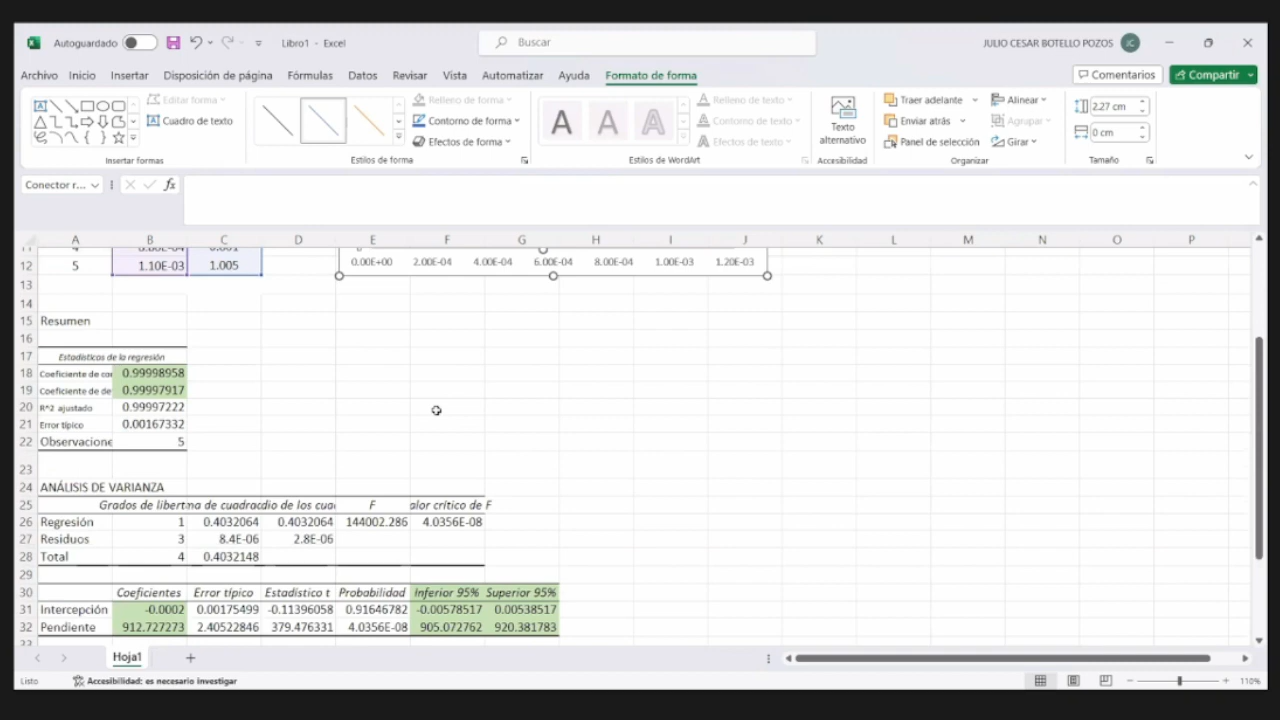 Autoguardado Libro1 - Excel Buscar JULIO CESAR BOTELLO POZOS JC
Archivo Inicio Insertar Disposición de página Fórmulas Datos Revisar Vista Automatizar Ayuda Formato de forma Comentarios Compartir
Editar forma Relleno de forma Relleno de texto Traer adelante Alinear 2.27 cm
Cuadro de texto Contorno de forma Contorno de texto Texto alternativo Enviar atrás Agrupar 0 cm
Efectos de forma Efectos de texto Panel de selección Girar
Insertar formas Estilos de forma Estilos de WordArt Accesibilidad Organizar Tamaño
Conector r... fx
A B C D E F G H I J K L M N O P
11 4 8.80E-04 0.801
12 5 1.10E-03 1.005 0.00E+00 2.00E-04 4.00E-04 6.00E-04 8.00E-04 1.00E-03 1.20E-03
13
14
15 Resumen
16
17 Estadísticas de la regresión
18 Coeficiente de cor 0.99998958
19 Coeficiente de de 0.99997917
20 R^2 ajustado 0.99997222
21 Error típico 0.00167332
22 Observacione 5
23
24 ANÁLISIS DE VARIANZA
25 Grados de libert na de cuadrad dio de los cua F alor crítico de F
26 Regresión 1 0.4032064 0.4032064 144002.286 4.0356E-08
27 Residuos 3 8.4E-06 2.8E-06
28 Total 4 0.4032148
29
30 Coeficientes Error típico Estadístico t Probabilidad Inferior 95% Superior 95%
31 Intercepción -0.0002 0.00175499 -0.11396058 0.91646782 -0.00578517 0.00538517
32 Pendiente 912.727273 2.40522846 379.476331 4.0356E-08 905.072762 920.381783
33
Hoja1
Listo Accesibilidad: es necesario investigar 110%